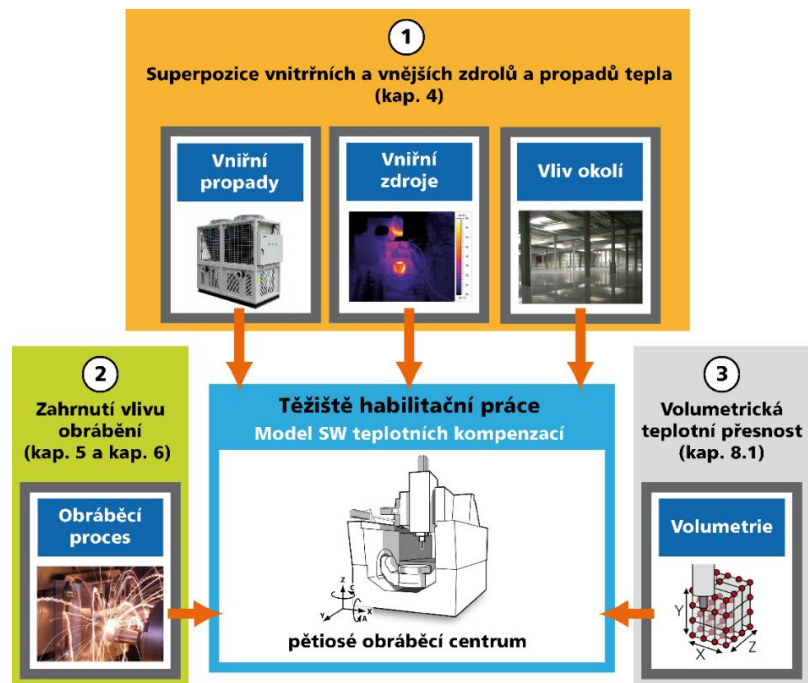 1
Superpozice vnitrřních a vnějších zdrolů a propadů tepla
(kap. 4)
Vniřní
propady
Vniřní
zdroje
Vliv okolí
2
Zahrnutí vlivu
obrábění
(kap. 5 a kap. 6)
Obráběcí
proces
Těžiště habilitační práce
Model SW teplotních kompenzací
Z
C
Y
X
A
pětiosé obráběcí centrum
3
Volumetrická
teplotní přesnost
(kap. 8.1)
Volumetrie
Y
X
Z